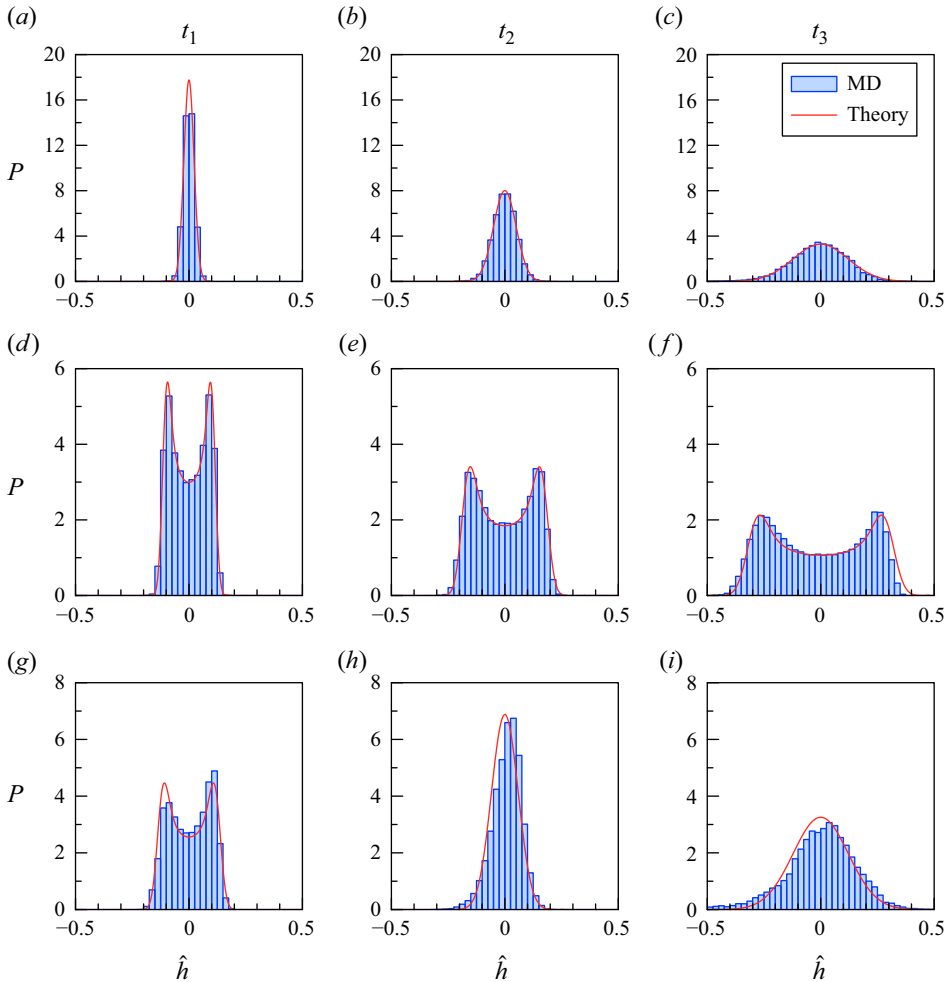 (a) (b) (c)
t1 t2 t3
20 20 20
MD
16 16 16
Theory
12 12 12
P
8 8 8
4 4 4
0 0 0
−0.5 0 0.5 −0.5 0 0.5 −0.5 0 0.5
(d) (e) (f)
6 6 6
4 4 4
P
2 2 2
0 0 0
−0.5 0 0.5 −0.5 0 0.5 −0.5 0 0.5
(g) (h) (i)
8 8 8
6 6 6
4 4 4
P
2 2 2
0 0 0
−0.5 0 0.5 −0.5 0 0.5 −0.5 0 0.5
ĥ ĥ ĥ